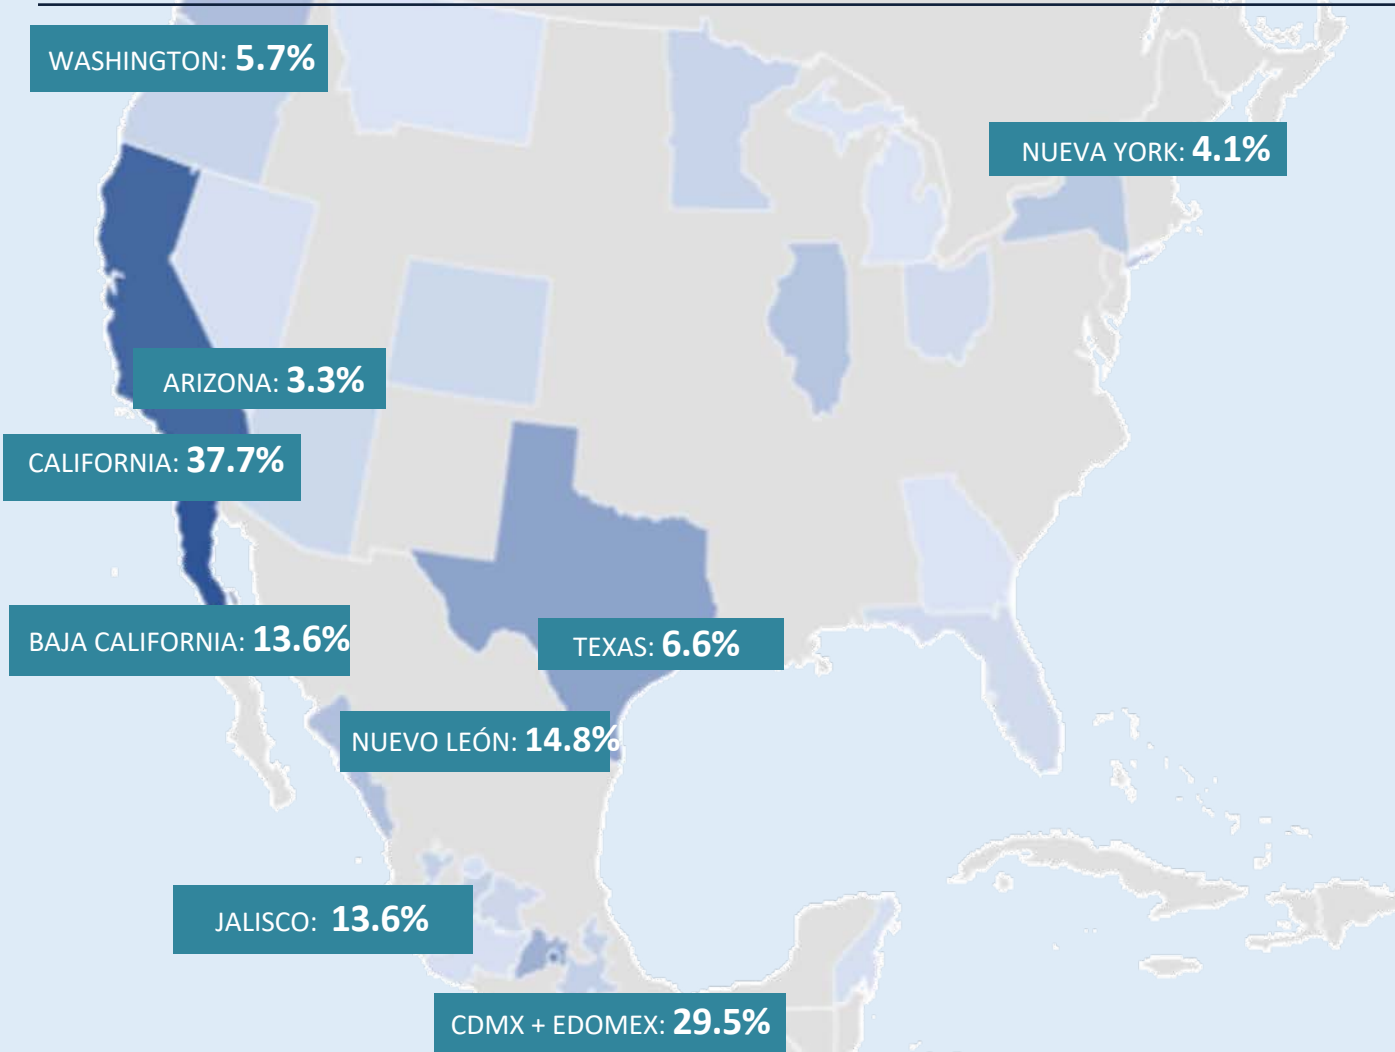 WASHINGTON: 5.7%
NUEVA YORK: 4.1%
ARIZONA: 3.3%
CALIFORNIA: 37.7%
BAJA CALIFORNIA: 13.6%
TEXAS: 6.6%
NUEVO LEÓN: 14.8%
JALISCO: 13.6%
CDMX + EDOMEX: 29.5%